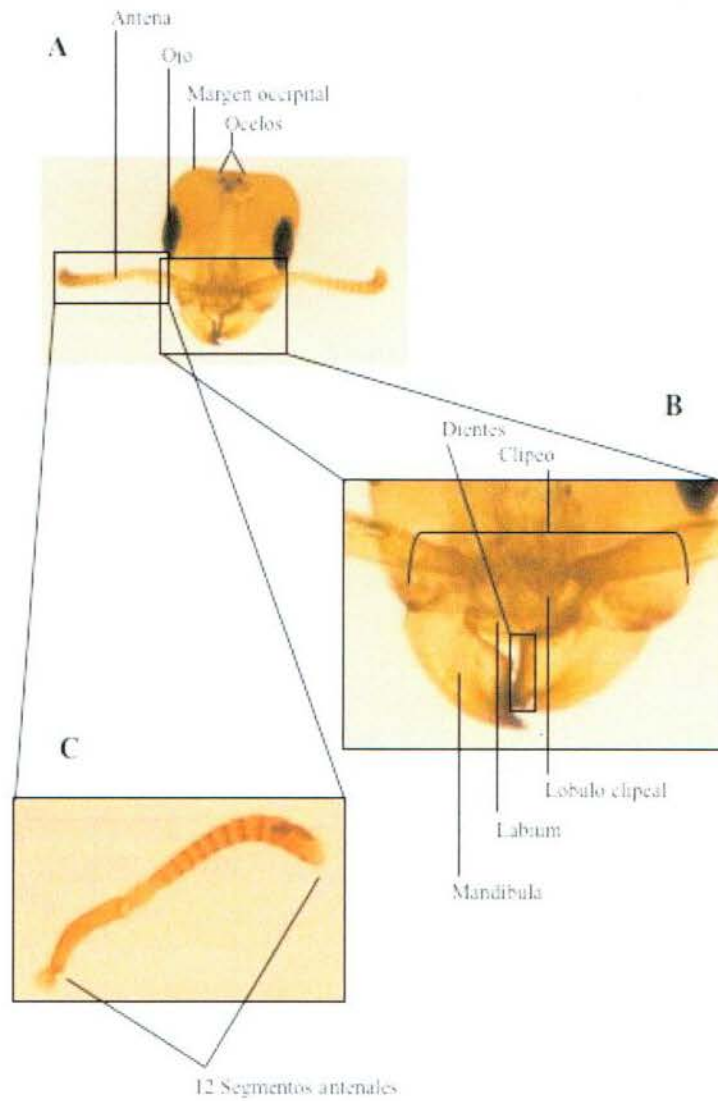 Antena
A
Ojo
Margen occipital
Ocelos
B
Dientes
Clipeo
C
Lobulo clipeal
Labium
Mandibula
12 Segmentos antenales